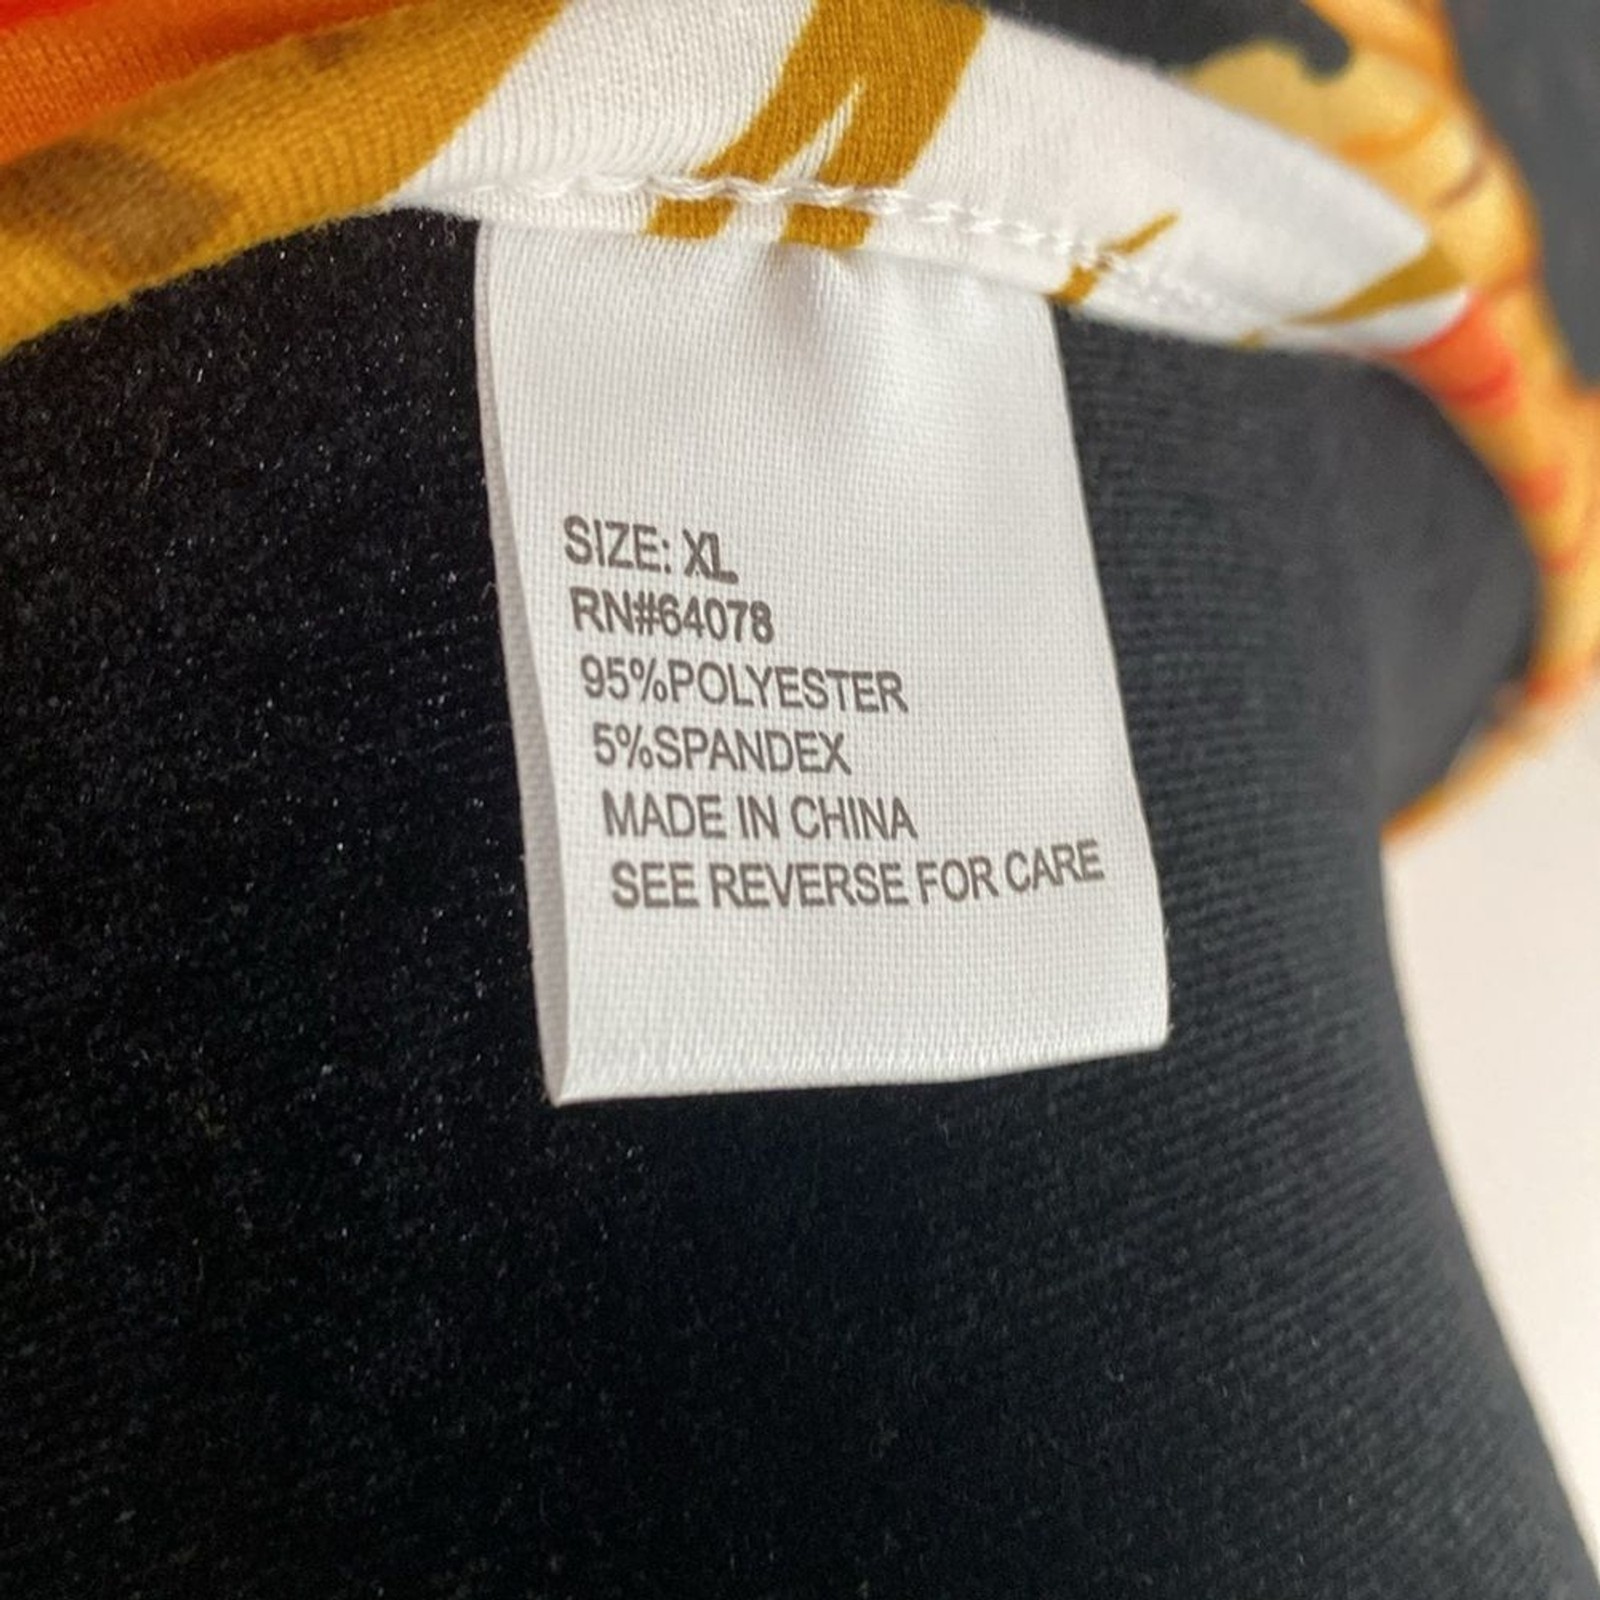 SIZE: XL
RN#64078
95%POLYESTER
5%SPANDEX
MADE IN CHINA
SEE REVERSE FOR CARE